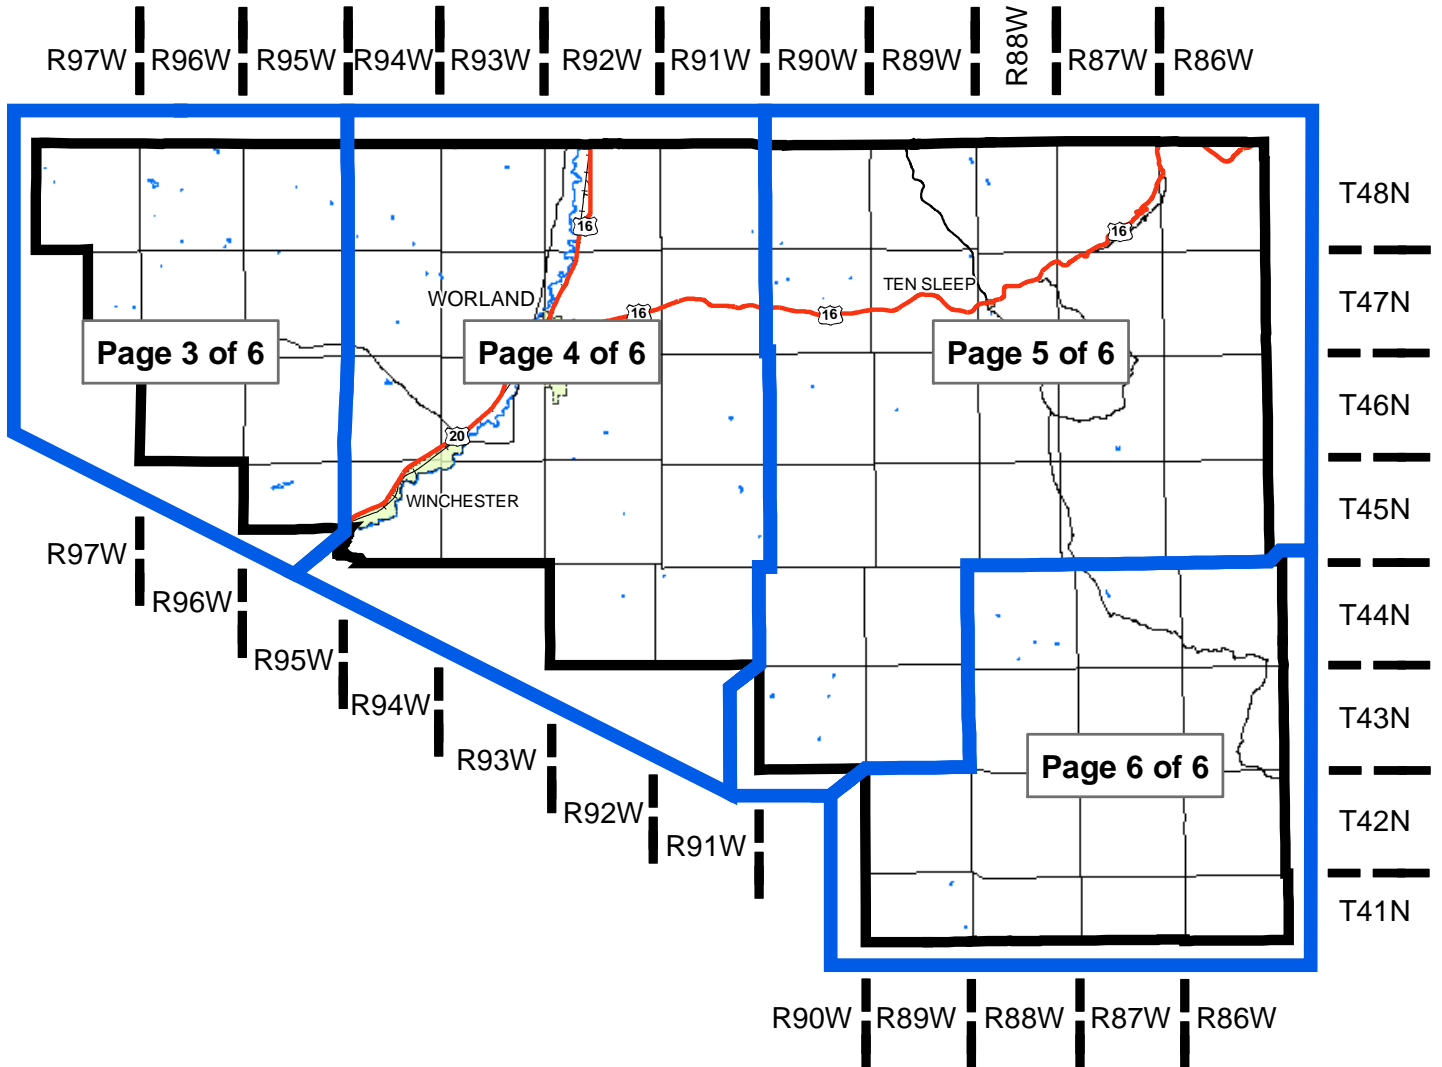 R97W R96W R95W R94W R93W R92W R91W R90W R89W R88W R87W R86W
T48N
16
16
TEN SLEEP
WORLAND
T47N
16
16
Page 3 of 6
Page 4 of 6
Page 5 of 6
T46N
20
WINCHESTER
T45N
R97W
R96W
T44N
R95W
R94W
T43N
R93W
Page 6 of 6
R92W
T42N
R91W
T41N
R90W R89W R88W R87W R86W